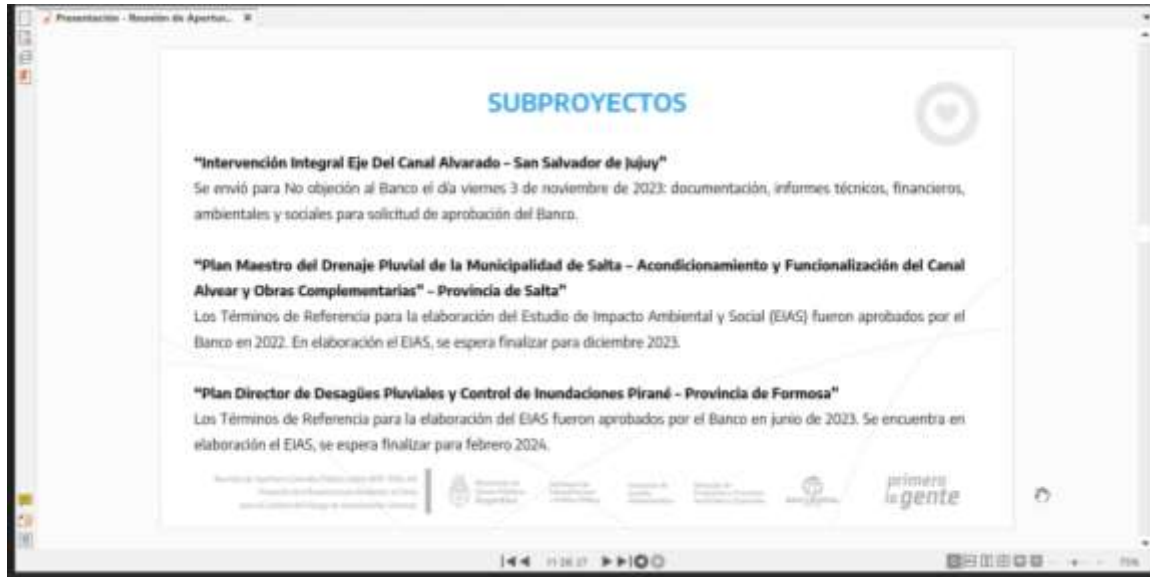 Presentación - Reunión de Apertur...
SUBPROYECTOS
"Intervención Integral Eje Del Canal Alvarado – San Salvador de Jujuy"
Se envió para No objeción al Banco el día viernes 3 de noviembre de 2023: documentación, informes técnicos, financieros,
ambientales y sociales para solicitud de aprobación del Banco.
"Plan Maestro del Drenaje Pluvial de la Municipalidad de Salta – Acondicionamiento y Funcionalización del Canal
Alvear y Obras Complementarias" – Provincia de Salta"
Los Términos de Referencia para la elaboración del Estudio de Impacto Ambiental y Social (EIAS) fueron aprobados por el
Banco en 2022. En elaboración el EIAS, se espera finalizar para diciembre 2023.
"Plan Director de Desagües Pluviales y Control de Inundaciones Pirané – Provincia de Formosa"
Los Términos de Referencia para la elaboración del EIAS fueron aprobados por el Banco en junio de 2023. Se encuentra en
elaboración el EIAS, se espera finalizar para febrero 2024.
primero
la gente